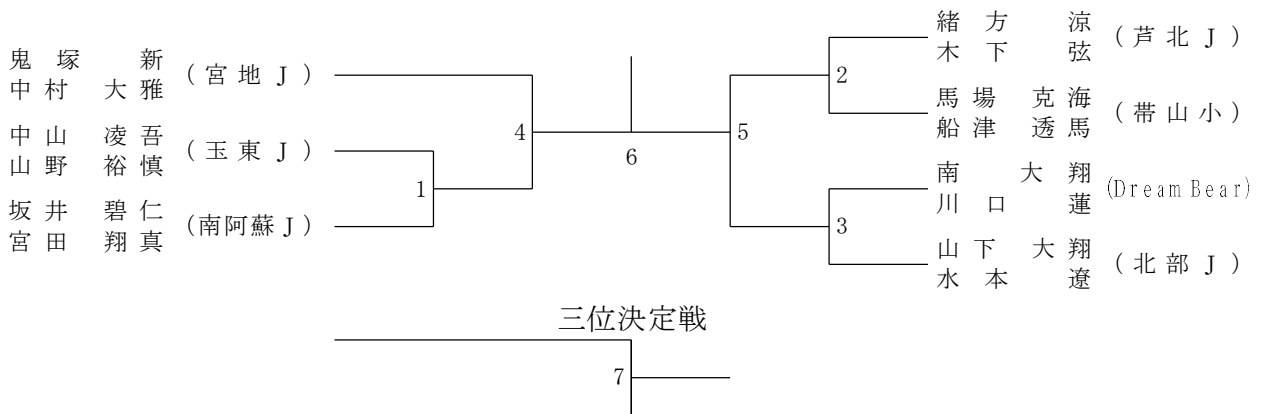 鬼塚 新
中村 大雅
(宮地J)
中山 凌吾
山野 裕慎
(玉東J)
坂井 碧仁
宮田 翔真
(南阿蘇J)
1
4
6
5
2
3
緒方 涼
木下 弦
(芦北J)
馬場 克海
船津 透馬
(帯山小)
南 大翔
川口 蓮
(Dream Bear)
山下 大翔
水本 遼
(北部J)
三位決定戦
7